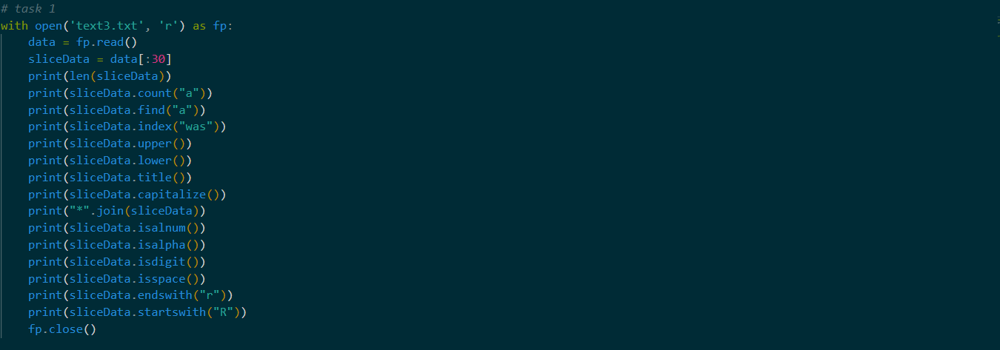 # task 1
with open('text3.txt', 'r') as fp:
    data = fp.read()
    sliceData = data[:30]
    print(len(sliceData))
    print(sliceData.count("a"))
    print(sliceData.find("a"))
    print(sliceData.index("was"))
    print(sliceData.upper())
    print(sliceData.lower())
    print(sliceData.title())
    print(sliceData.capitalize())
    print("*".join(sliceData))
    print(sliceData.isalnum())
    print(sliceData.isalpha())
    print(sliceData.isdigit())
    print(sliceData.isspace())
    print(sliceData.endswith("r"))
    print(sliceData.startswith("R"))
    fp.close()